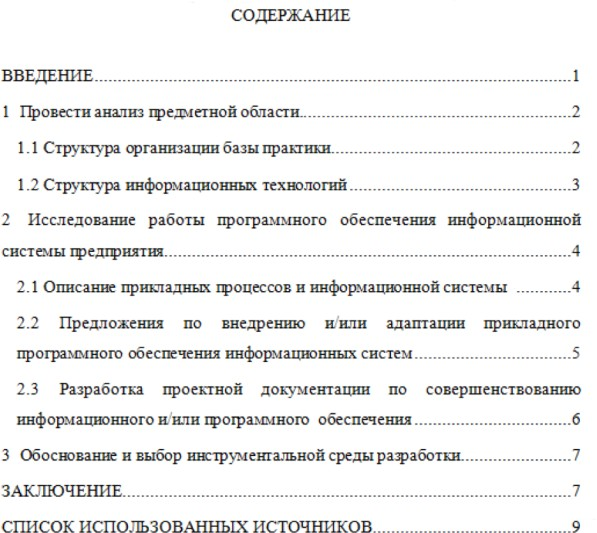 СОДЕРЖАНИЕ
ВВЕДЕНИЕ.......................................................................................................1
1 Провести анализ предметной области...........................................................2
1.1 Структура организации базы практики.....................................................2
1.2 Структура информационных технологий..................................................3
2 Исследование работы программного обеспечения информационной
системы предприятия.........................................................................................4
2.1 Описание прикладных процессов и информационной системы ............4
2.2 Предложения по внедрению и/или адаптации прикладного
программного обеспечения информационных систем...................................5
2.3 Разработка проектной документации по совершенствованию
информационного и/или программного обеспечения...................................6
3 Обоснование и выбор инструментальной среды разработки........................7
ЗАКЛЮЧЕНИЕ..................................................................................................7
СПИСОК ИСПОЛЬЗОВАННЫХ ИСТОЧНИКОВ...........................................9